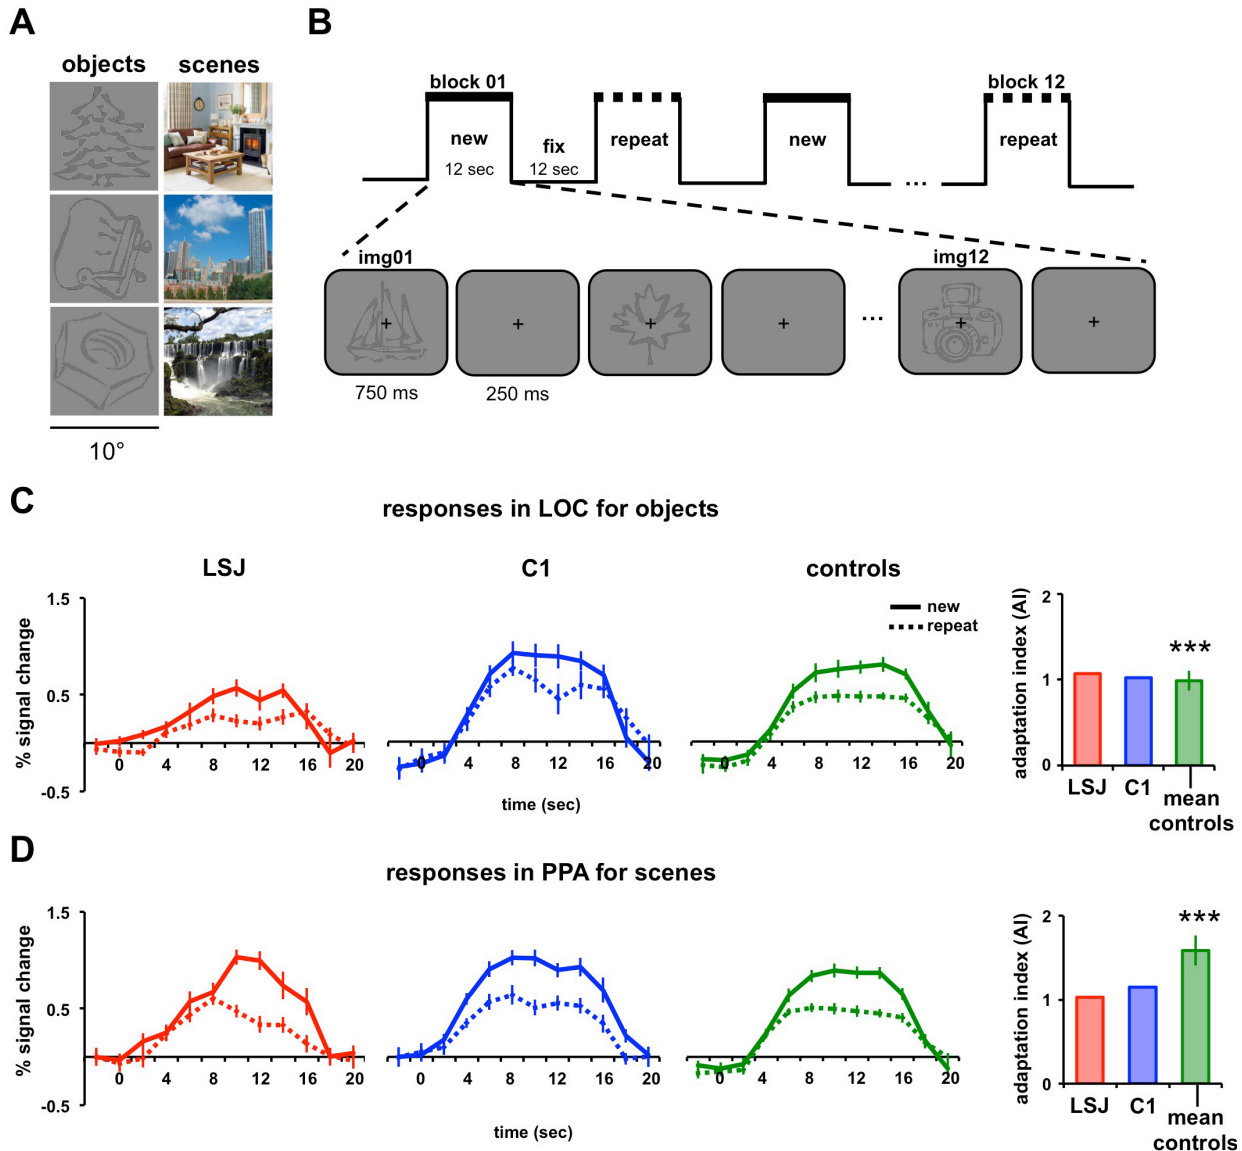 A
objects
scenes
10°
B
block 01
block 12
new
12 sec
fix
12 sec
repeat
new
...
repeat
img01
img12
...
750 ms
250 ms
C
responses in LOC for objects
LSJ
C1
controls
new
repeat
% signal change
1.5
0.5
-0.5
0 4 8 12 16 20
0 4 8 12 16 20
0 4 8 12 16 20
time (sec)
adaptation index (AI)
2
1
0
***
LSJ C1 mean
controls
D
responses in PPA for scenes
% signal change
1.5
0.5
-0.5
0 4 8 12 16 20
0 4 8 12 16 20
0 4 8 12 16 20
time (sec)
adaptation index (AI)
2
1
0
***
LSJ C1 mean
controls